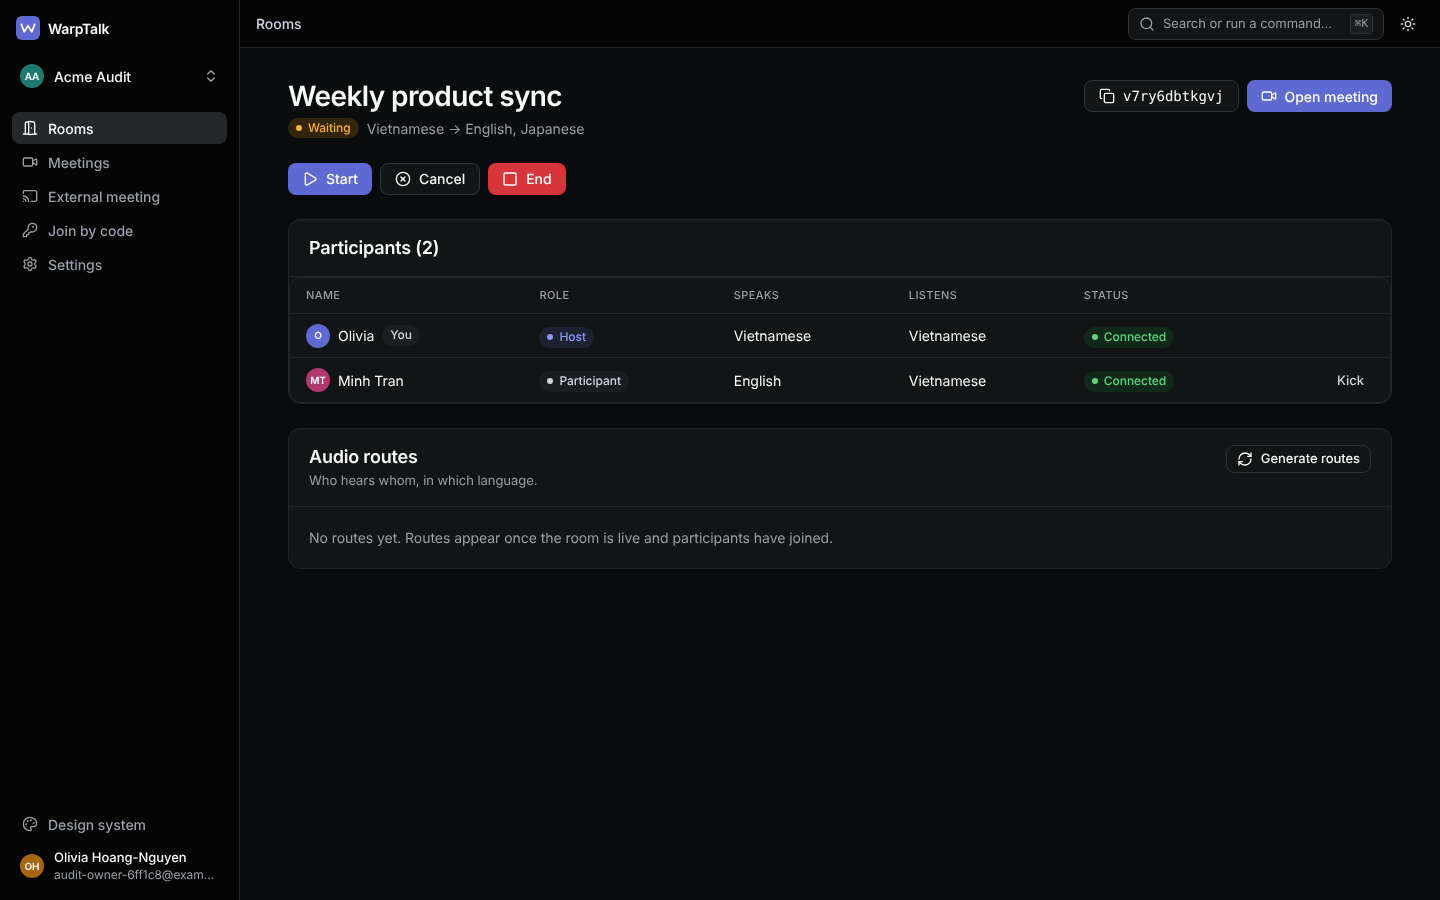 WarpTalk
Rooms
Search or run a command...
⌘K
AA
Acme Audit
Rooms
Meetings
External meeting
Join by code
Settings
Weekly product sync
v7ry6dbtkgvj
Open meeting
Waiting
Vietnamese → English, Japanese
Start
Cancel
End
Participants (2)
NAME ROLE SPEAKS LISTENS STATUS
O Olivia You Host Vietnamese Vietnamese Connected
MT Minh Tran Participant English Vietnamese Connected Kick
Audio routes
Generate routes
Who hears whom, in which language.
No routes yet. Routes appear once the room is live and participants have joined.
Design system
OH
Olivia Hoang-Nguyen
audit-owner-6ff1c8@exam...